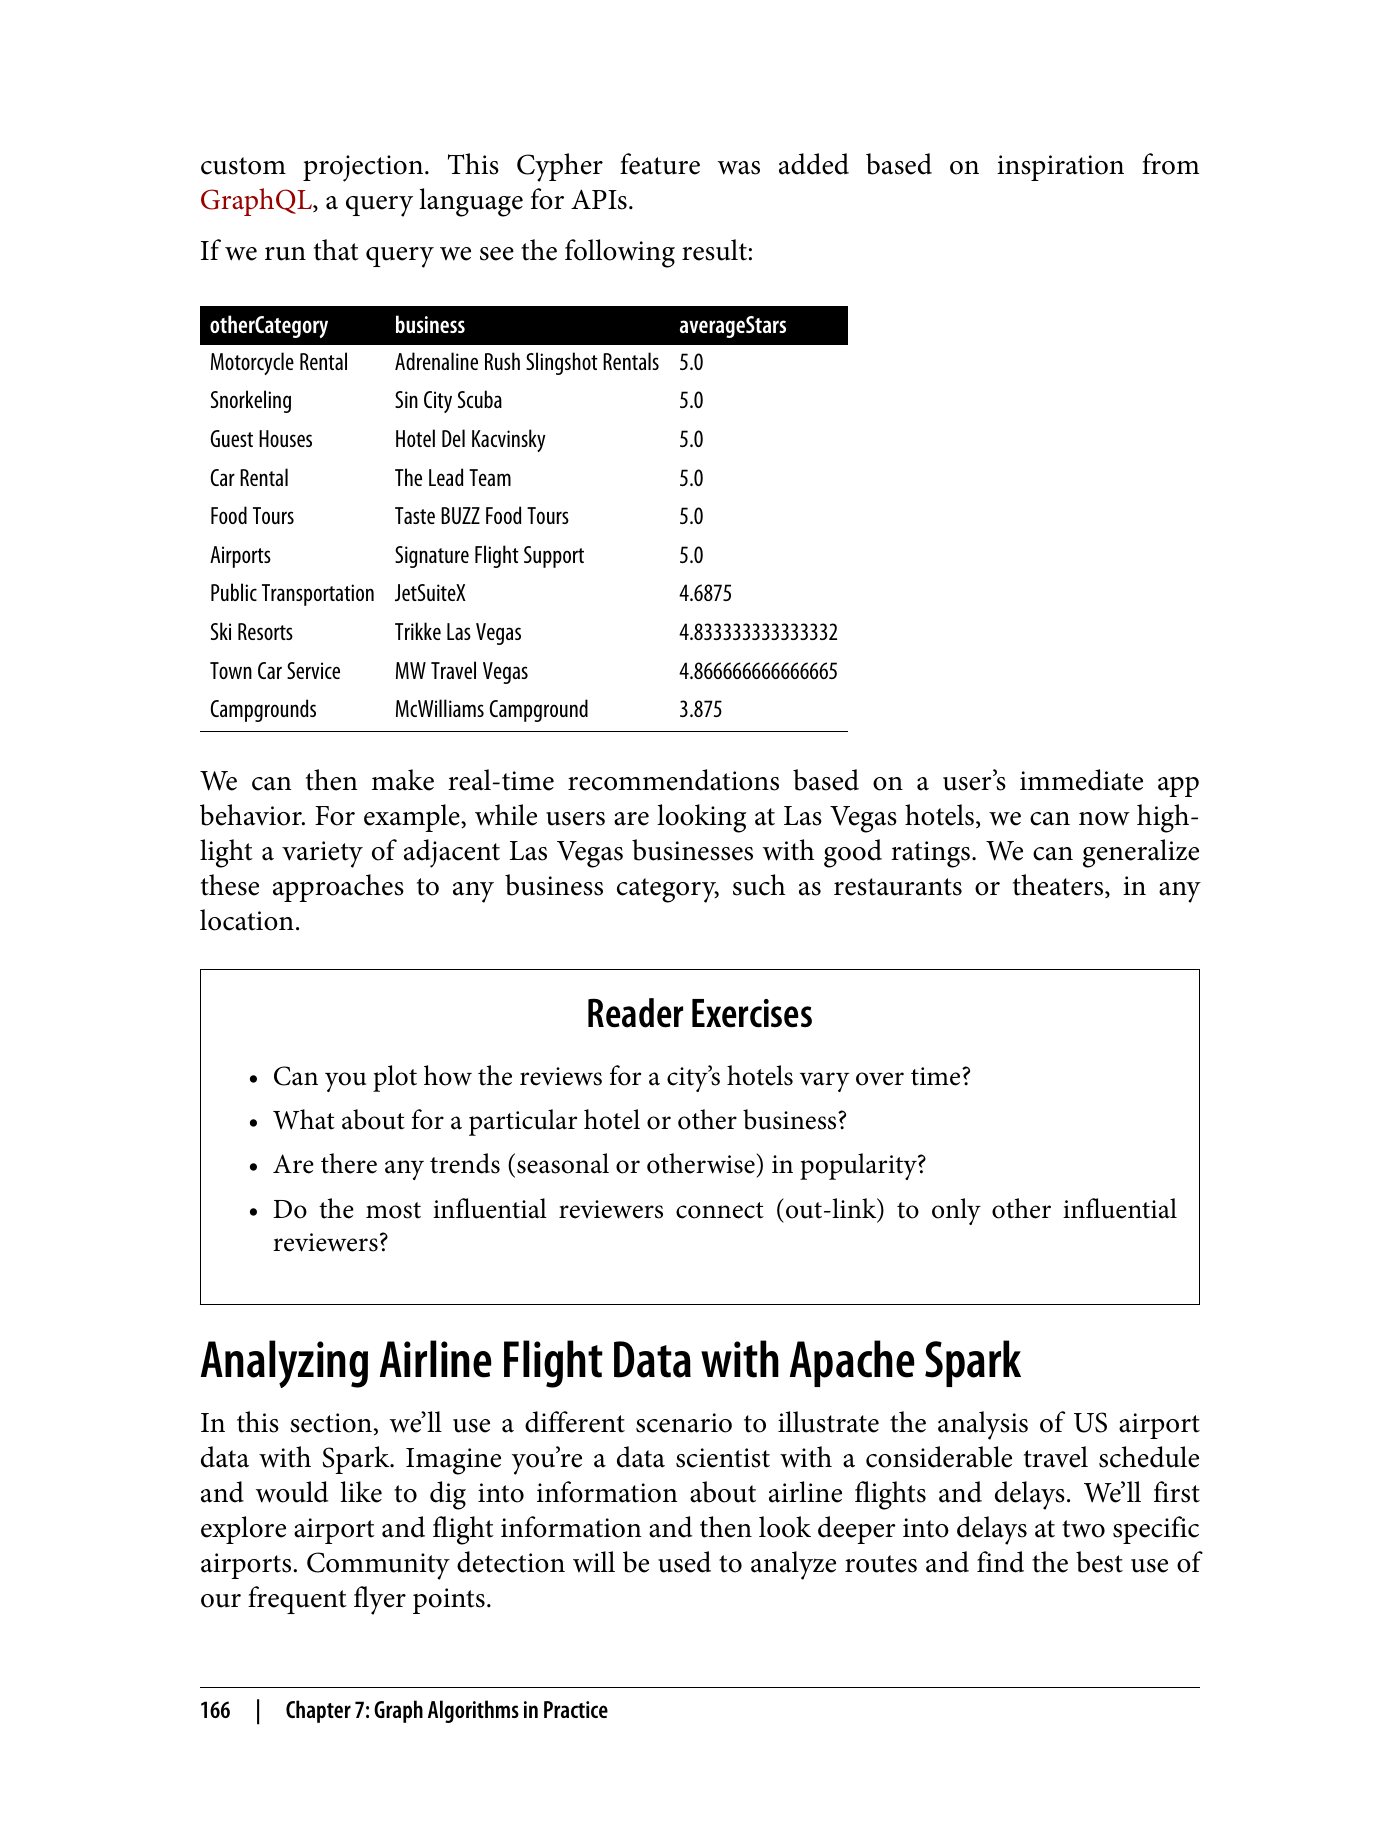 custom projection. This Cypher feature was added based on inspiration from
GraphQL, a query language for APIs.
If we run that query we see the following result:
otherCategory business averageStars
Motorcycle Rental Adrenaline Rush Slingshot Rentals 5.0
Snorkeling Sin City Scuba 5.0
Guest Houses Hotel Del Kacvinsky 5.0
Car Rental The Lead Team 5.0
Food Tours Taste BUZZ Food Tours 5.0
Airports Signature Flight Support 5.0
Public Transportation JetSuiteX 4.6875
Ski Resorts Trikke Las Vegas 4.833333333333332
Town Car Service MW Travel Vegas 4.866666666666665
Campgrounds McWilliams Campground 3.875
We can then make real-time recommendations based on a user’s immediate app
behavior. For example, while users are looking at Las Vegas hotels, we can now high-
light a variety of adjacent Las Vegas businesses with good ratings. We can generalize
these approaches to any business category, such as restaurants or theaters, in any
location.
Reader Exercises
• Can you plot how the reviews for a city’s hotels vary over time?
• What about for a particular hotel or other business?
• Are there any trends (seasonal or otherwise) in popularity?
• Do the most influential reviewers connect (out-link) to only other influential
reviewers?
Analyzing Airline Flight Data with Apache Spark
In this section, we’ll use a different scenario to illustrate the analysis of US airport
data with Spark. Imagine you’re a data scientist with a considerable travel schedule
and would like to dig into information about airline flights and delays. We’ll first
explore airport and flight information and then look deeper into delays at two specific
airports. Community detection will be used to analyze routes and find the best use of
our frequent flyer points.
166 | Chapter 7: Graph Algorithms in Practice